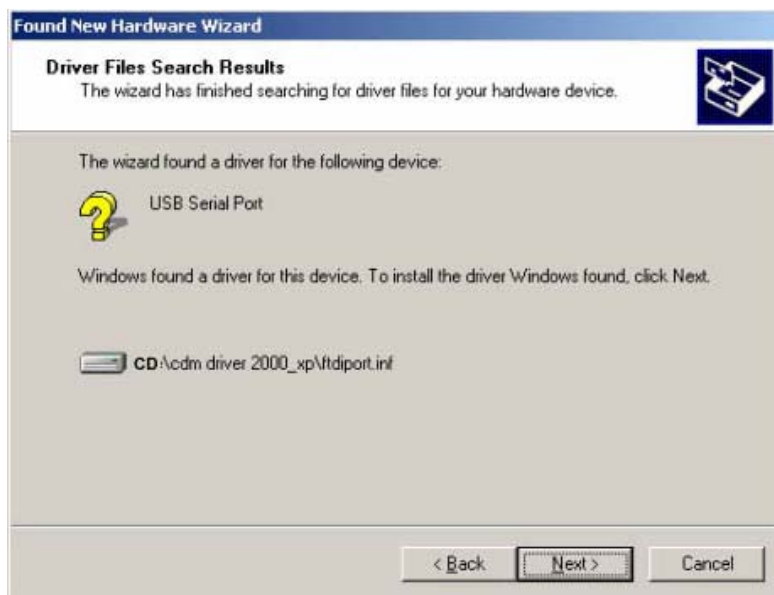 Found New Hardware Wizard
Driver Files Search Results
The wizard has finished searching for driver files for your hardware device.
The wizard found a driver for the following device:
USB Serial Port
Windows found a driver for this device. To install the driver Windows found, click Next.
CD:\cdm driver 2000_xp\ftdiport.inf
< Back Next > Cancel